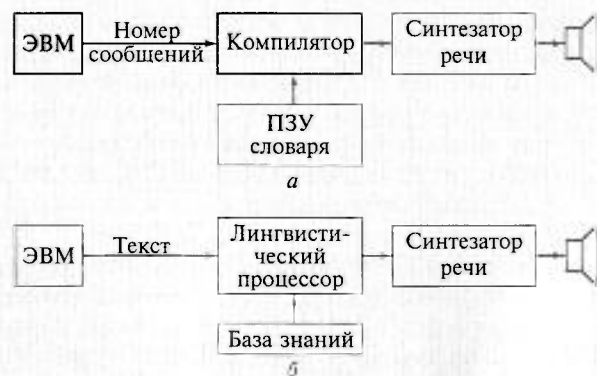 ЭВМ
Номер
сообщений
Компилятор
Синтезатор
речи
ПЗУ
словаря
а
ЭВМ
Текст
Лингвисти-
ческий
процессор
Синтезатор
речи
База знаний
б